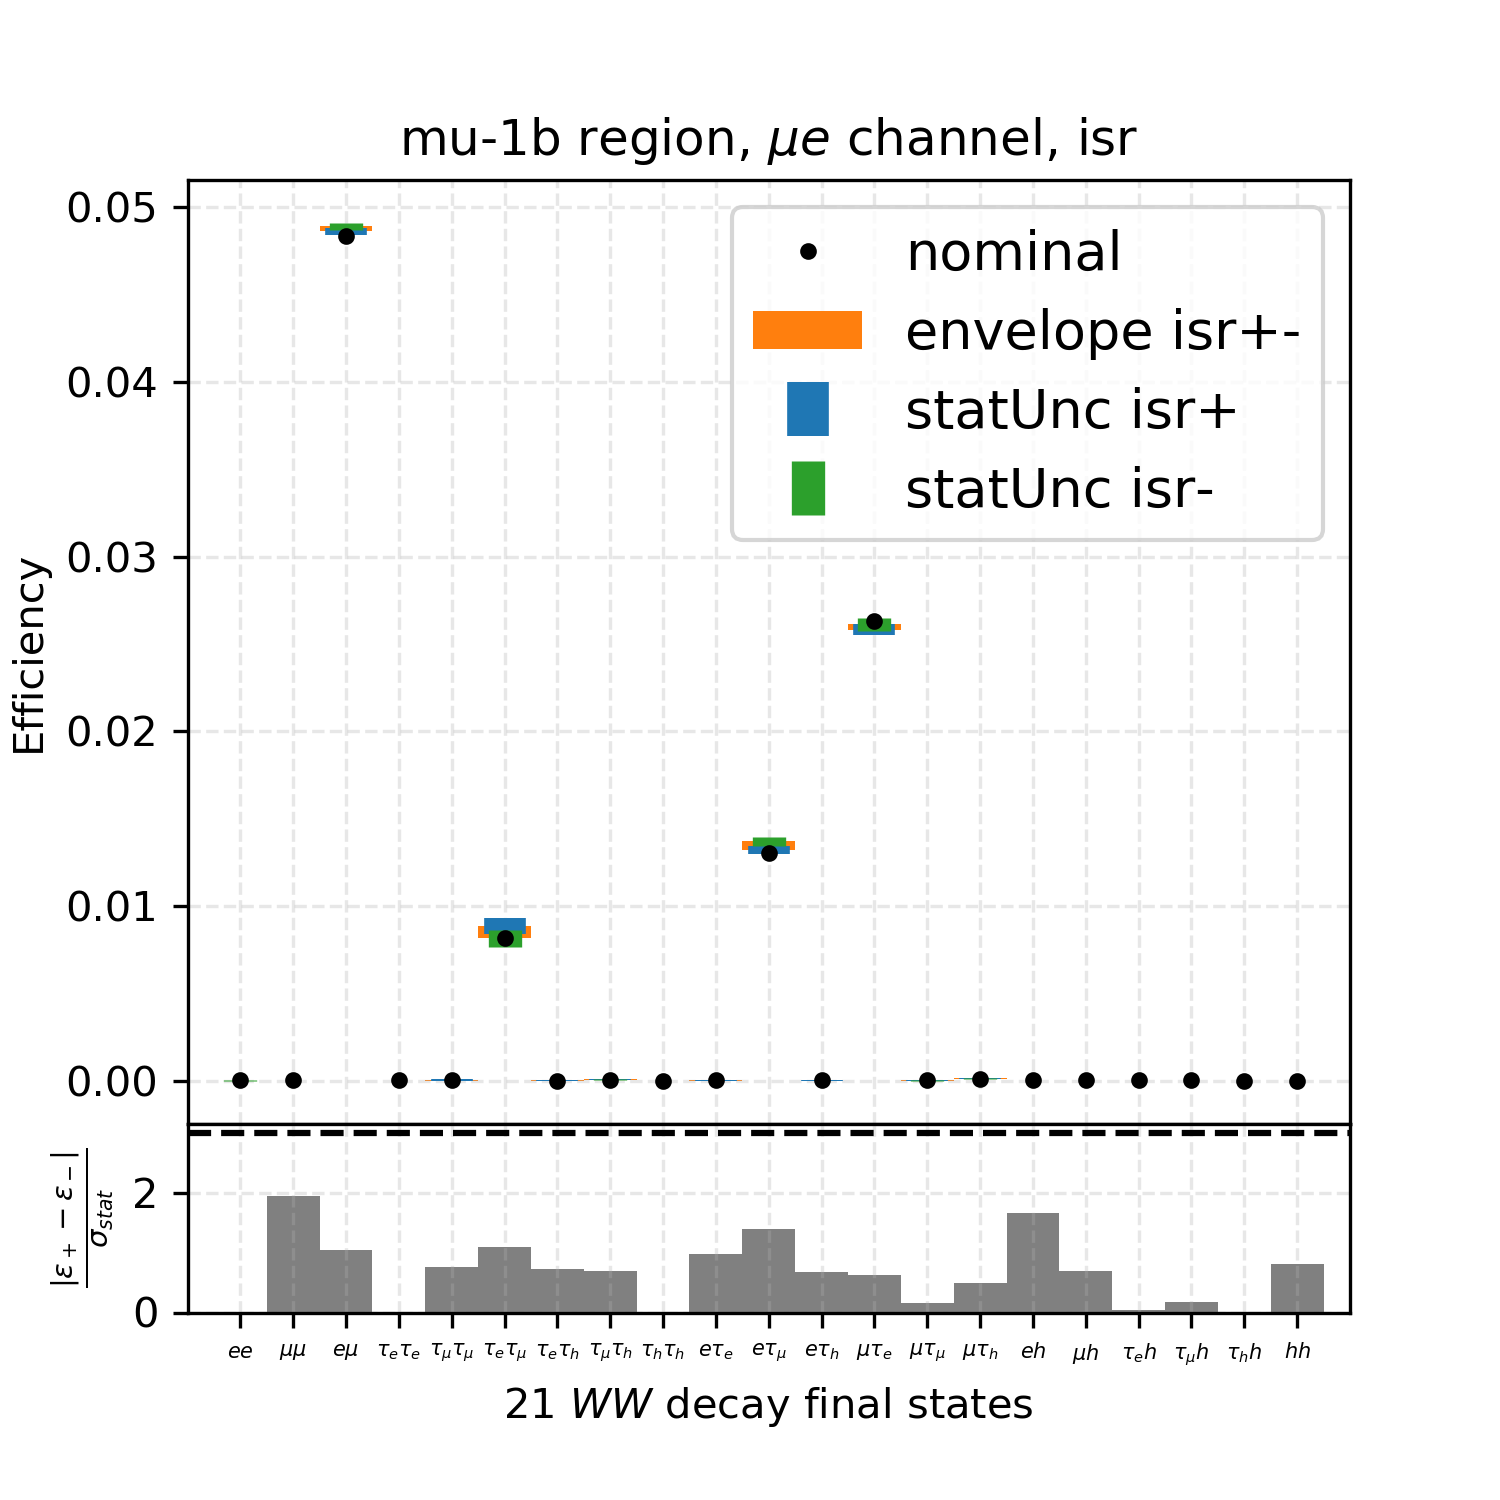 mu-1b region, μe channel, isr
0.05
0.04
0.03
0.02
0.01
0.00
Efficiency
nominal
envelope isr+-
statUnc isr+
statUnc isr-
|ε₊ − ε₋|
σ_stat
2
0
ee μμ eμ τ_eτ_e τ_μτ_μ τ_eτ_μ τ_eτ_h τ_μτ_h τ_hτ_h eτ_e eτ_μ eτ_h μτ_e μτ_μ μτ_h eh μh τ_eh τ_μh τ_hh hh
21 WW decay final states